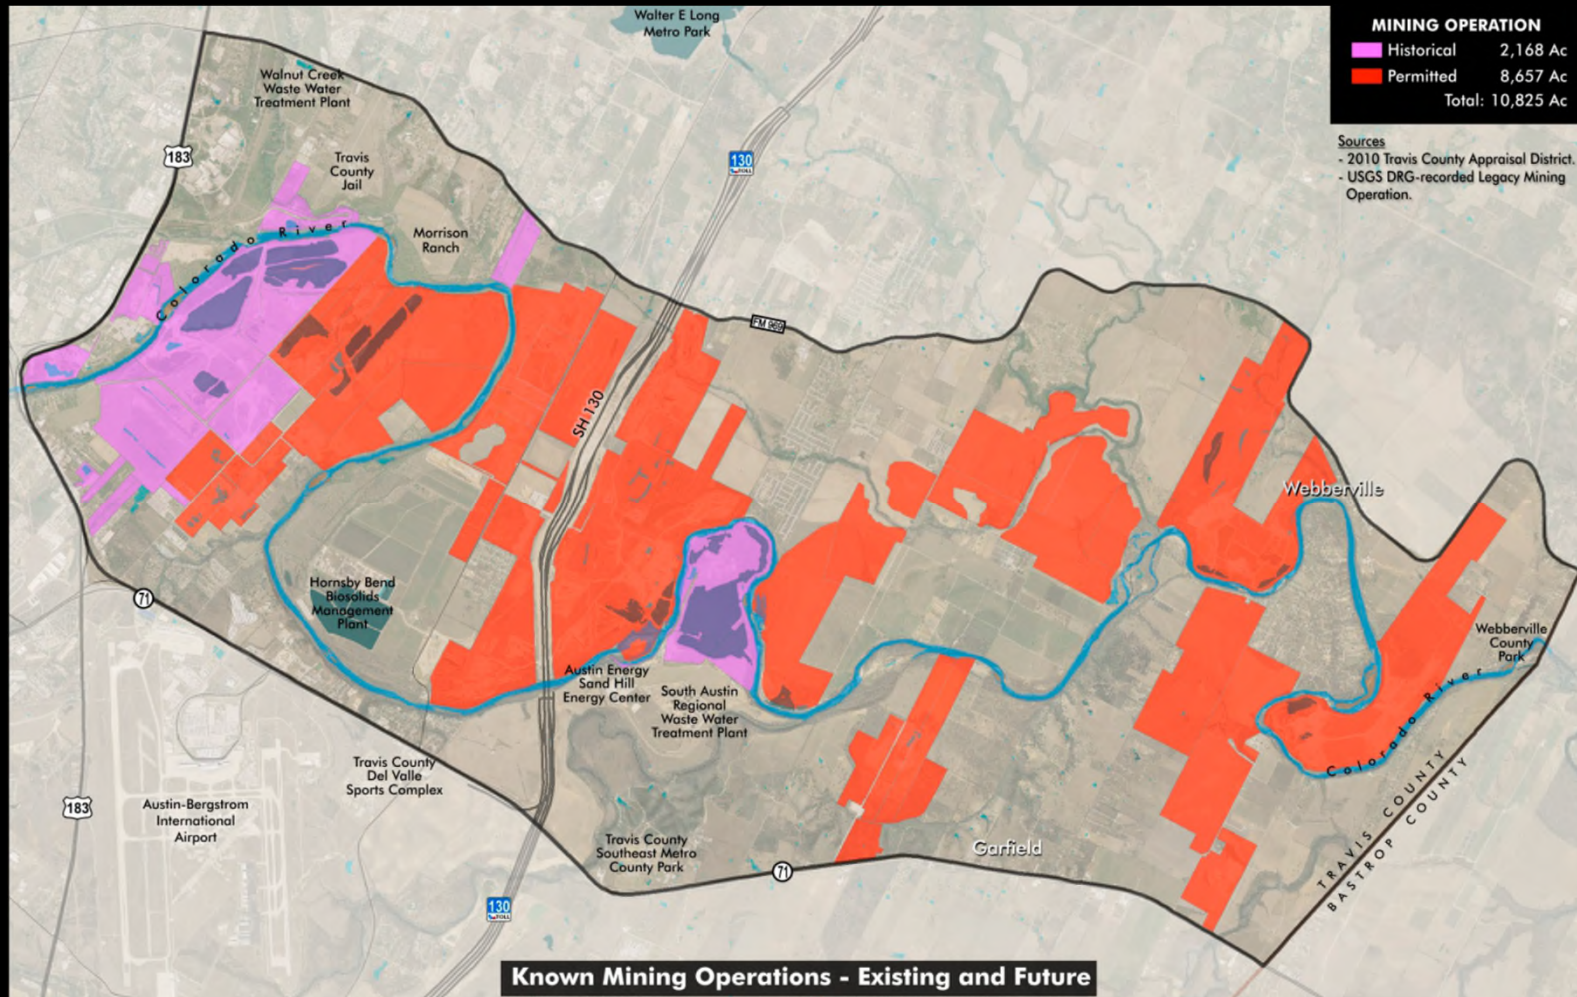 Walter E Long
Metro Park
MINING OPERATION
Historical 2,168 Ac
Permitted 8,657 Ac
Total: 10,825 Ac
Sources
- 2010 Travis County Appraisal District.
- USGS DRG-recorded Legacy Mining
Operation.
Walnut Creek
Waste Water
Treatment Plant
183
130
TOLL
Travis
County
Jail
Morrison
Ranch
Colorado River
FM 969
SH 130
Webberville
Hornsby Bend
Biosolids
Management
Plant
71
Webberville
County
Park
Austin Energy
Sand Hill
Energy Center
South Austin
Regional
Waste Water
Treatment Plant
Colorado River
Travis County
Del Valle
Sports Complex
183
Austin-Bergstrom
International
Airport
TRAVIS COUNTY
BASTROP COUNTY
Travis County
Southeast Metro
County Park
Garfield
71
130
TOLL
Known Mining Operations - Existing and Future